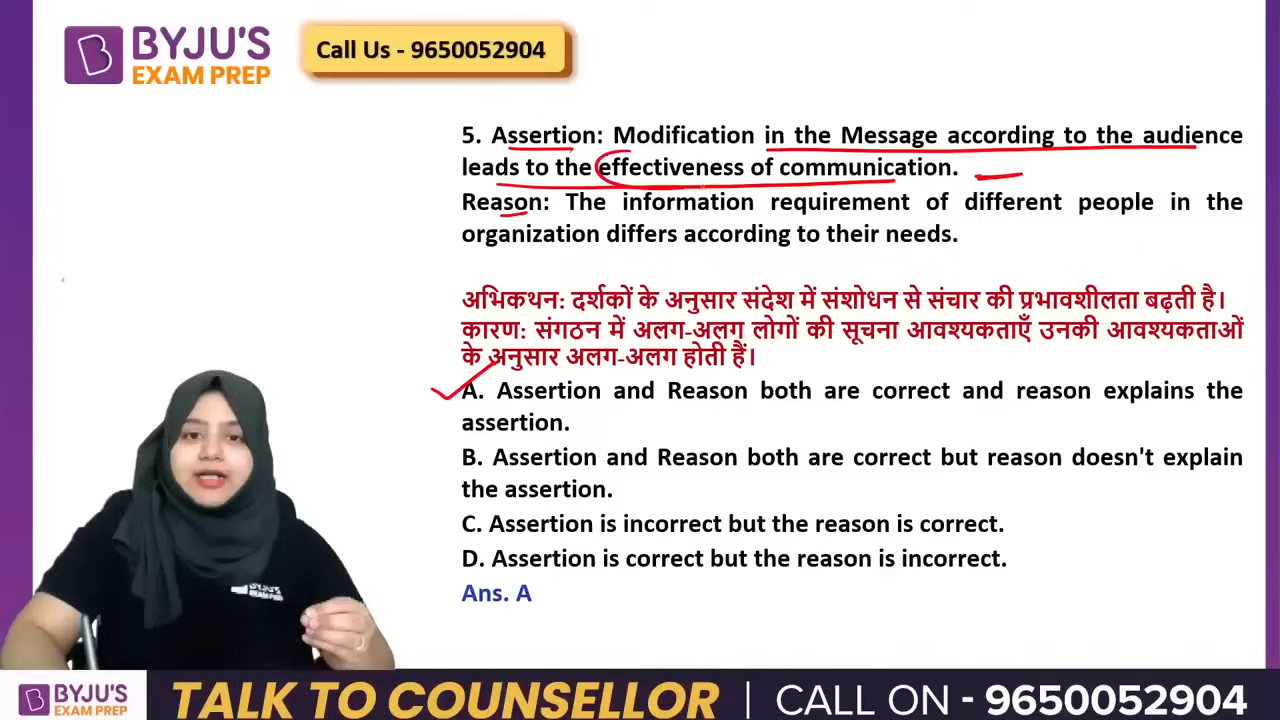 BYJU'S
EXAM PREP
Call Us - 9650052904
5. Assertion: Modification in the Message according to the audience
leads to the effectiveness of communication.
Reason: The information requirement of different people in the
organization differs according to their needs.
अभिकथन: दर्शकों के अनुसार संदेश में संशोधन से संचार की प्रभावशीलता बढ़ती है।
कारण: संगठन में अलग-अलग लोगों की सूचना आवश्यकताएँ उनकी आवश्यकताओं
के अनुसार अलग-अलग होती हैं।
A. Assertion and Reason both are correct and reason explains the
assertion.
B. Assertion and Reason both are correct but reason doesn't explain
the assertion.
C. Assertion is incorrect but the reason is correct.
D. Assertion is correct but the reason is incorrect.
Ans. A
BYJU'S
EXAM PREP
BYJU'S
EXAM PREP
TALK TO COUNSELLOR | CALL ON - 9650052904